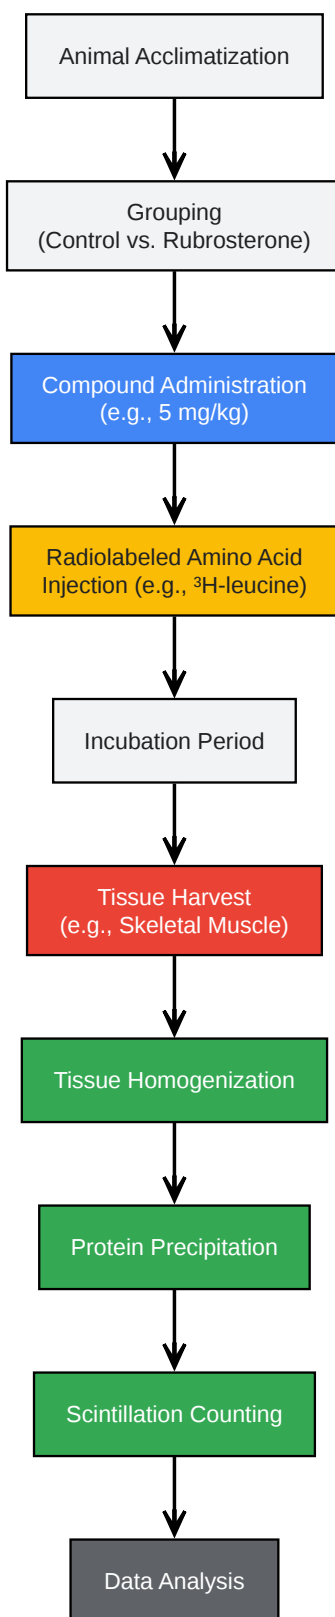 Animal Acclimatization
Grouping
(Control vs. Rubrosterone)
Compound Administration
(e.g., 5 mg/kg)
Radiolabeled Amino Acid
Injection (e.g., ³H-leucine)
Incubation Period
Tissue Harvest
(e.g., Skeletal Muscle)
Tissue Homogenization
Protein Precipitation
Scintillation Counting
Data Analysis